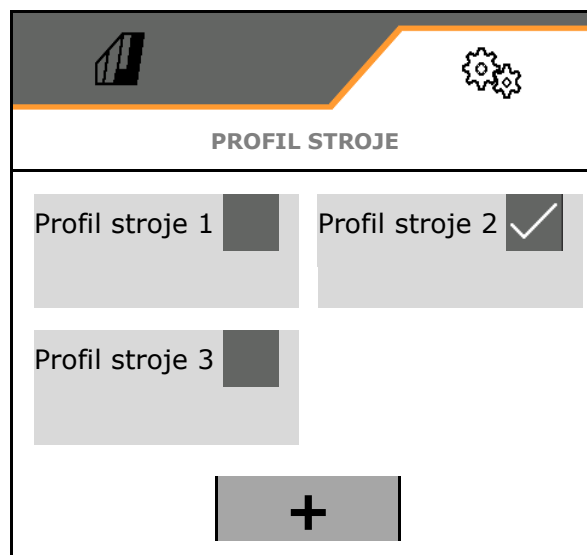 PROFIL STROJE
Profil stroje 1
Profil stroje 2
Profil stroje 3
+